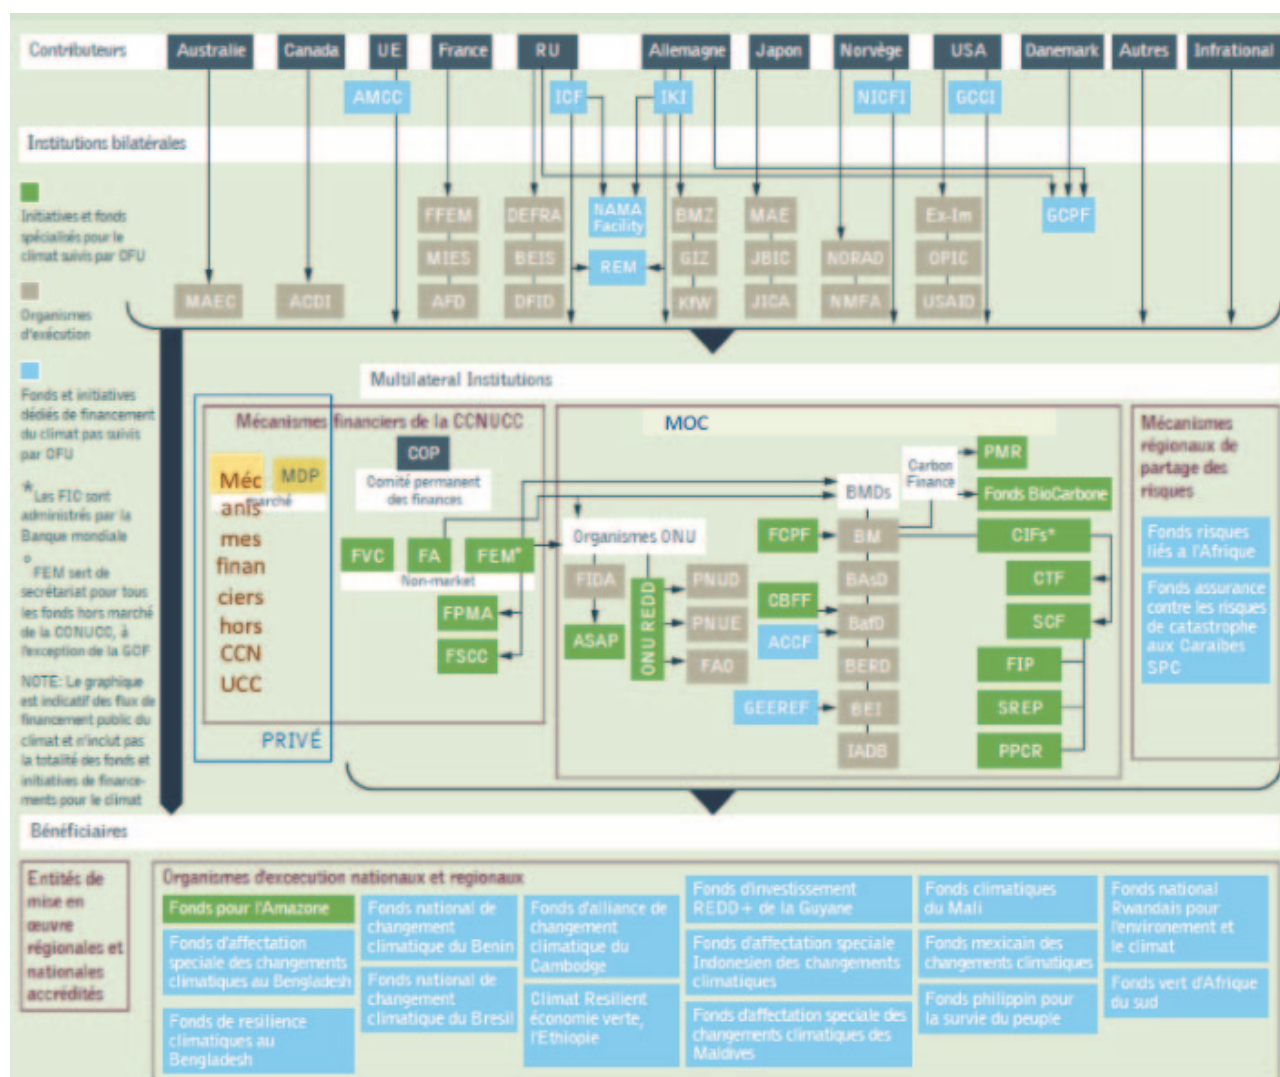 Contributeurs
Australie
Canada
UE
France
RU
Allemagne
Japon
Norvège
USA
Danemark
Autres
Infrational
AMCC
ICF
IKI
NICFI
GCCI
Institutions bilatérales
Initiatives et fonds
spécialisés pour le
climat suivis par OFU
Organismes
d'exécution
Fonds et initiatives
dédiés de financement
du climat pas suivis
par OFU
*Les FIC sont
administrés par la
Banque mondiale
° FEM sert de
secrétariat pour tous
les fonds hors marché
de la CCNUCC, à
l'exception de la GCF
NOTE: Le graphique
est indicatif des flux de
financement public du
climat et n'inclut pas
la totalité des fonds et
initiatives de finance-
ments pour le climat
MAEC
ACDI
FFEM
MIES
AFD
DEFRA
BEIS
DFID
NAMA
Facility
REM
BMZ
GIZ
KfW
MAE
JBIC
JICA
NORAD
NMFA
Ex-Im
OPIC
USAID
GCPF
Multilateral Institutions
Mécanismes financiers de la CCNUCC
COP
Comité permanent
des finances
Méc
anis
mes
finan
ciers
hors
CCN
UCC
MDP
marché
PRIVÉ
FVC
FA
FEM°
Non-market
FPMA
FSCC
MOC
Organismes ONU
FIDA
ASAP
ONU REDD
PNUD
PNUE
FAO
FCPF
CBFF
ACCF
GEEREF
BMDs
BM
BAsD
BafD
BERD
BEI
IADB
Carbon
Finance
PMR
Fonds BioCarbone
CIFs*
CTF
SCF
FIP
SREP
PPCR
Mécanismes
régionaux de
partage des
risques
Fonds risques
liés a l'Afrique
Fonds assurance
contre les risques
de catastrophe
aux Caraïbes
SPC
Bénéficiaires
Entités de
mise en
œuvre
régionales et
nationales
accrédités
Organismes d'excecution nationaux et regionaux
Fonds pour l'Amazone
Fonds d'affectation
speciale des changements
climatiques au Bengladesh
Fonds de resilience
climatiques au
Bengladesh
Fonds national de
changement
climatique du Benin
Fonds national de
changement
climatique du Bresil
Fonds d'alliance de
changement
climatique du
Cambodge
Climat Resilient
économie verte,
l'Ethiopie
Fonds d'investissement
REDD+ de la Guyane
Fonds d'affectation speciale
Indonesien des changements
climatiques
Fonds d'affectation speciale des
changements climatiques des
Maldives
Fonds climatiques
du Mali
Fonds mexicain des
changements climatiques
Fonds philippin pour
la survie du peuple
Fonds national
Rwandais pour
l'environement et
le climat
Fonds vert d'Afrique
du sud